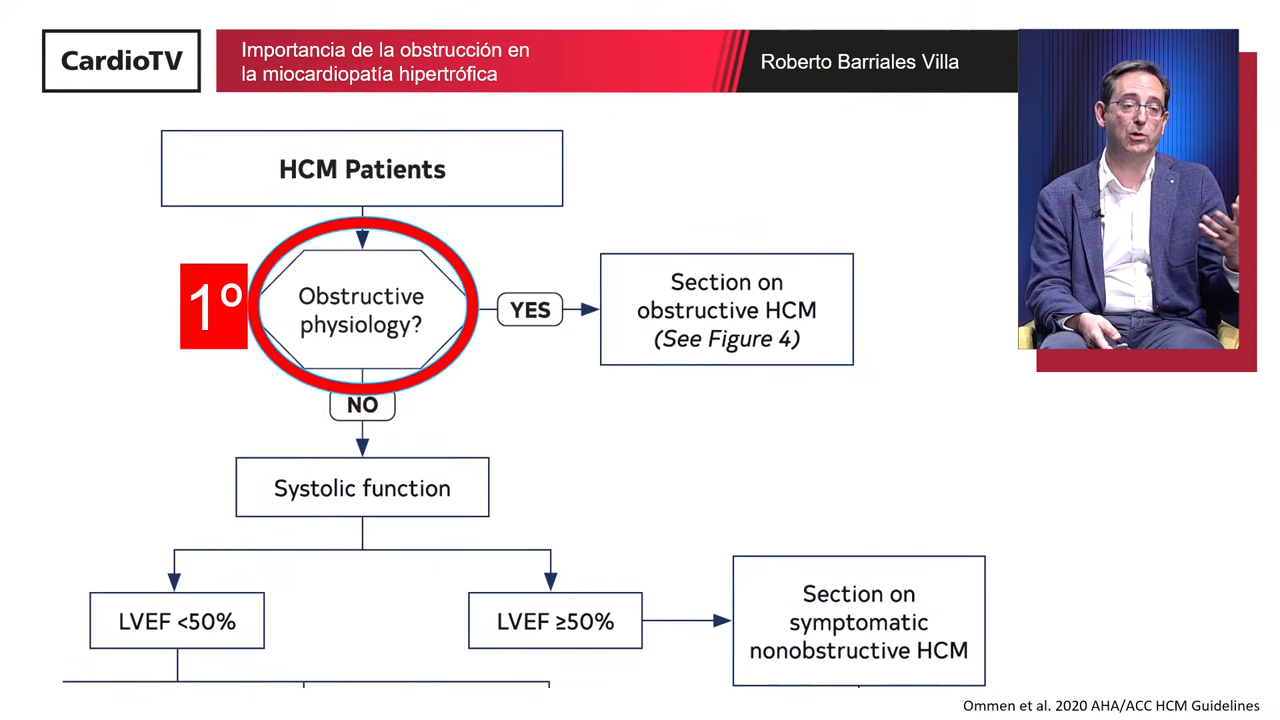 CardioTV
Importancia de la obstrucción en
la miocardiopatía hipertrófica
Roberto Barriales Villa
HCM Patients
1º
Obstructive
physiology?
YES
Section on
obstructive HCM
(See Figure 4)
NO
Systolic function
LVEF <50%
LVEF ≥50%
Section on
symptomatic
nonobstructive HCM
Ommen et al. 2020 AHA/ACC HCM Guidelines